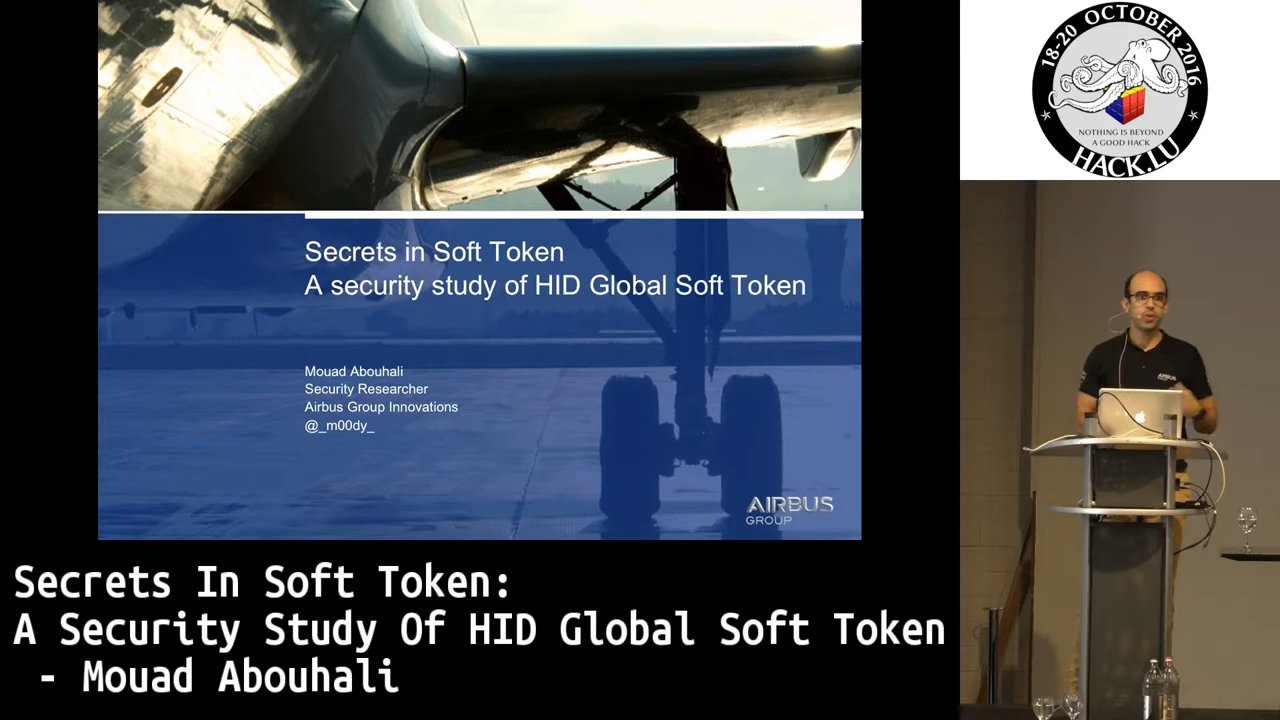 Secrets in Soft Token
A security study of HID Global Soft Token
Mouad Abouhali
Security Researcher
Airbus Group Innovations
@_m00dy_
AIRBUS
GROUP
18-20 OCTOBER 2016
NOTHING IS BEYOND
A GOOD HACK
HACK.LU
AIRBUS
Secrets In Soft Token:
A Security Study Of HID Global Soft Token
- Mouad Abouhali